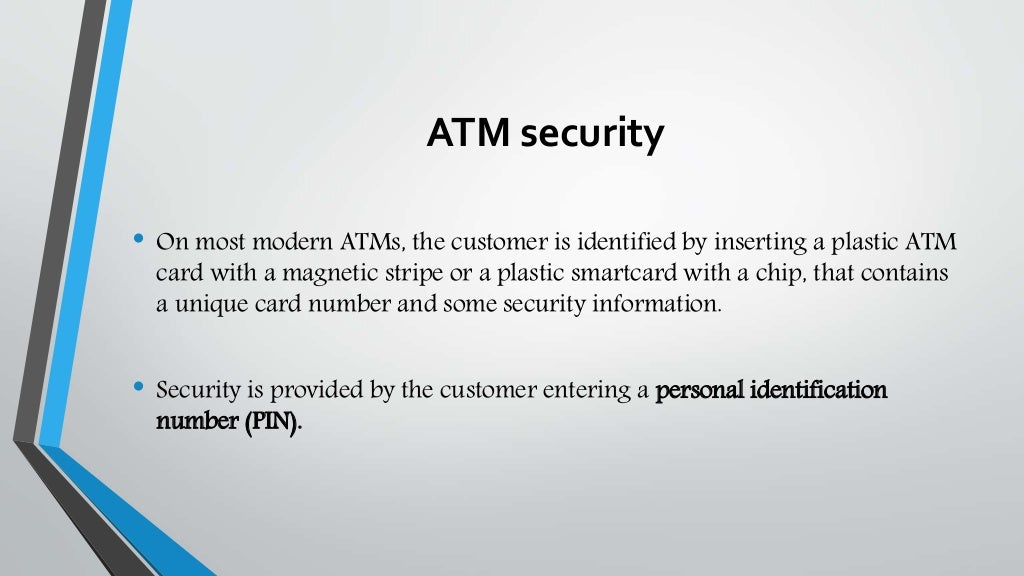 ATM security
• On most modern ATMs, the customer is identified by inserting a plastic ATM
card with a magnetic stripe or a plastic smartcard with a chip, that contains
a unique card number and some security information.
• Security is provided by the customer entering a personal identification
number (PIN).